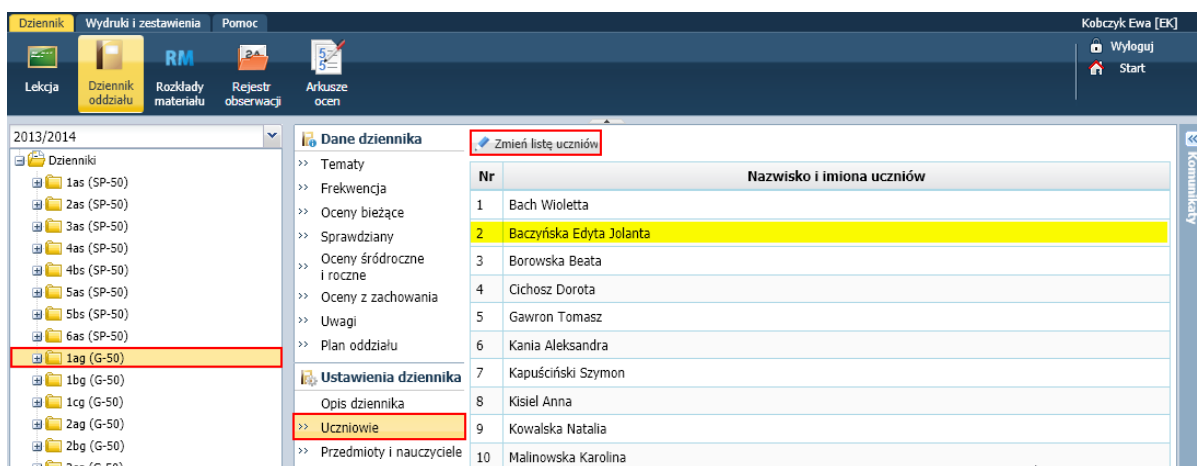 Dziennik Wydruki i zestawienia Pomoc Kobczyk Ewa [EK]
Wyloguj
Start
Lekcja
Dziennik oddziału
RM Rozkłady materiału
Rejestr obserwacji
Arkusze ocen
2013/2014
Dzienniki
1as (SP-50)
2as (SP-50)
3as (SP-50)
4as (SP-50)
4bs (SP-50)
5as (SP-50)
5bs (SP-50)
6as (SP-50)
1ag (G-50)
1bg (G-50)
1cg (G-50)
2ag (G-50)
2bg (G-50)
Dane dziennika
>> Tematy
>> Frekwencja
>> Oceny bieżące
>> Sprawdziany
>> Oceny śródroczne
i roczne
>> Oceny z zachowania
>> Uwagi
>> Plan oddziału
Ustawienia dziennika
Opis dziennika
>> Uczniowie
>> Przedmioty i nauczyciele
Zmień listę uczniów
Nr Nazwisko i imiona uczniów
1 Bach Wioletta
2 Baczyńska Edyta Jolanta
3 Borowska Beata
4 Cichosz Dorota
5 Gawron Tomasz
6 Kania Aleksandra
7 Kapuściński Szymon
8 Kisiel Anna
9 Kowalska Natalia
10 Malinowska Karolina
Komunikaty